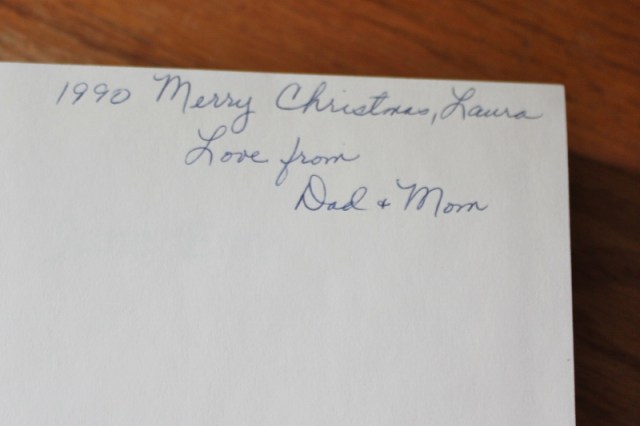 1990 Merry Christmas, Laura
Love from
Dad + Mom